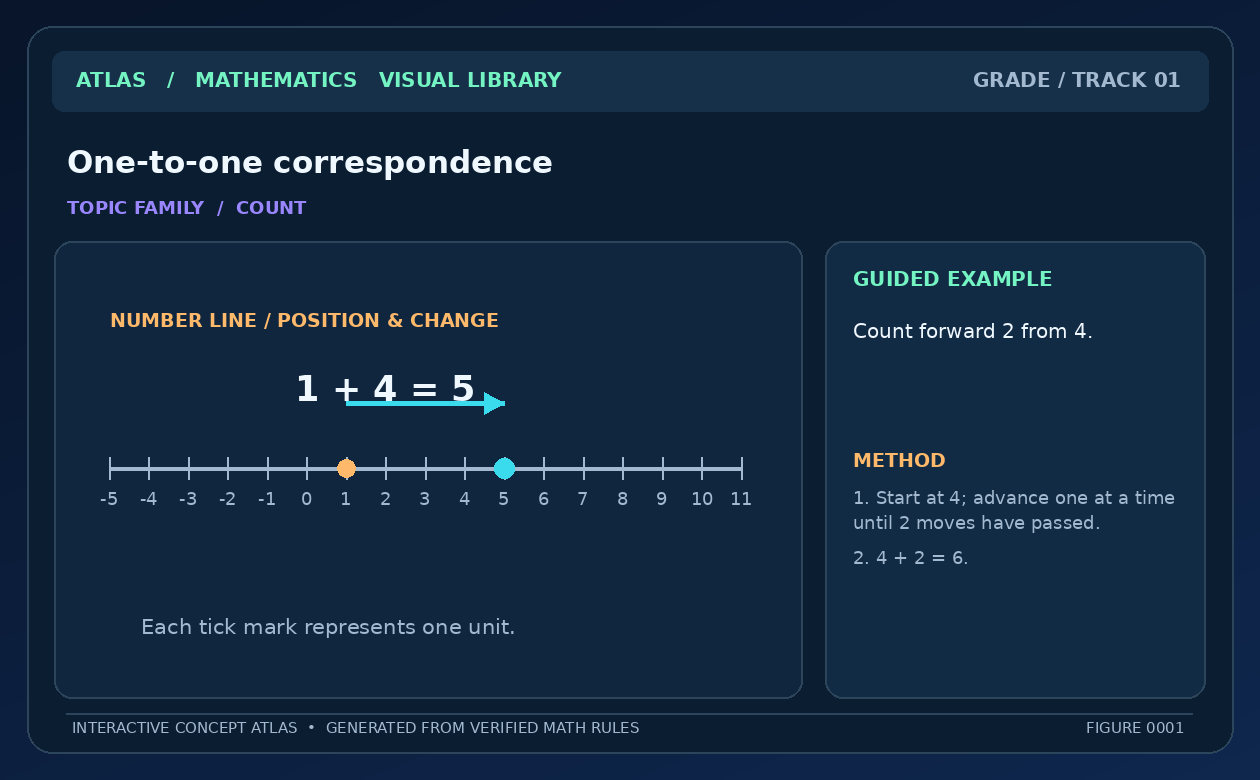 ATLAS / MATHEMATICS VISUAL LIBRARY
GRADE / TRACK 01
One-to-one correspondence
TOPIC FAMILY / COUNT
NUMBER LINE / POSITION & CHANGE
1 + 4 = 5
-5 -4 -3 -2 -1 0 1 2 3 4 5 6 7 8 9 10 11
Each tick mark represents one unit.
GUIDED EXAMPLE
Count forward 2 from 4.
METHOD
1. Start at 4; advance one at a time
until 2 moves have passed.
2. 4 + 2 = 6.
INTERACTIVE CONCEPT ATLAS • GENERATED FROM VERIFIED MATH RULES
FIGURE 0001